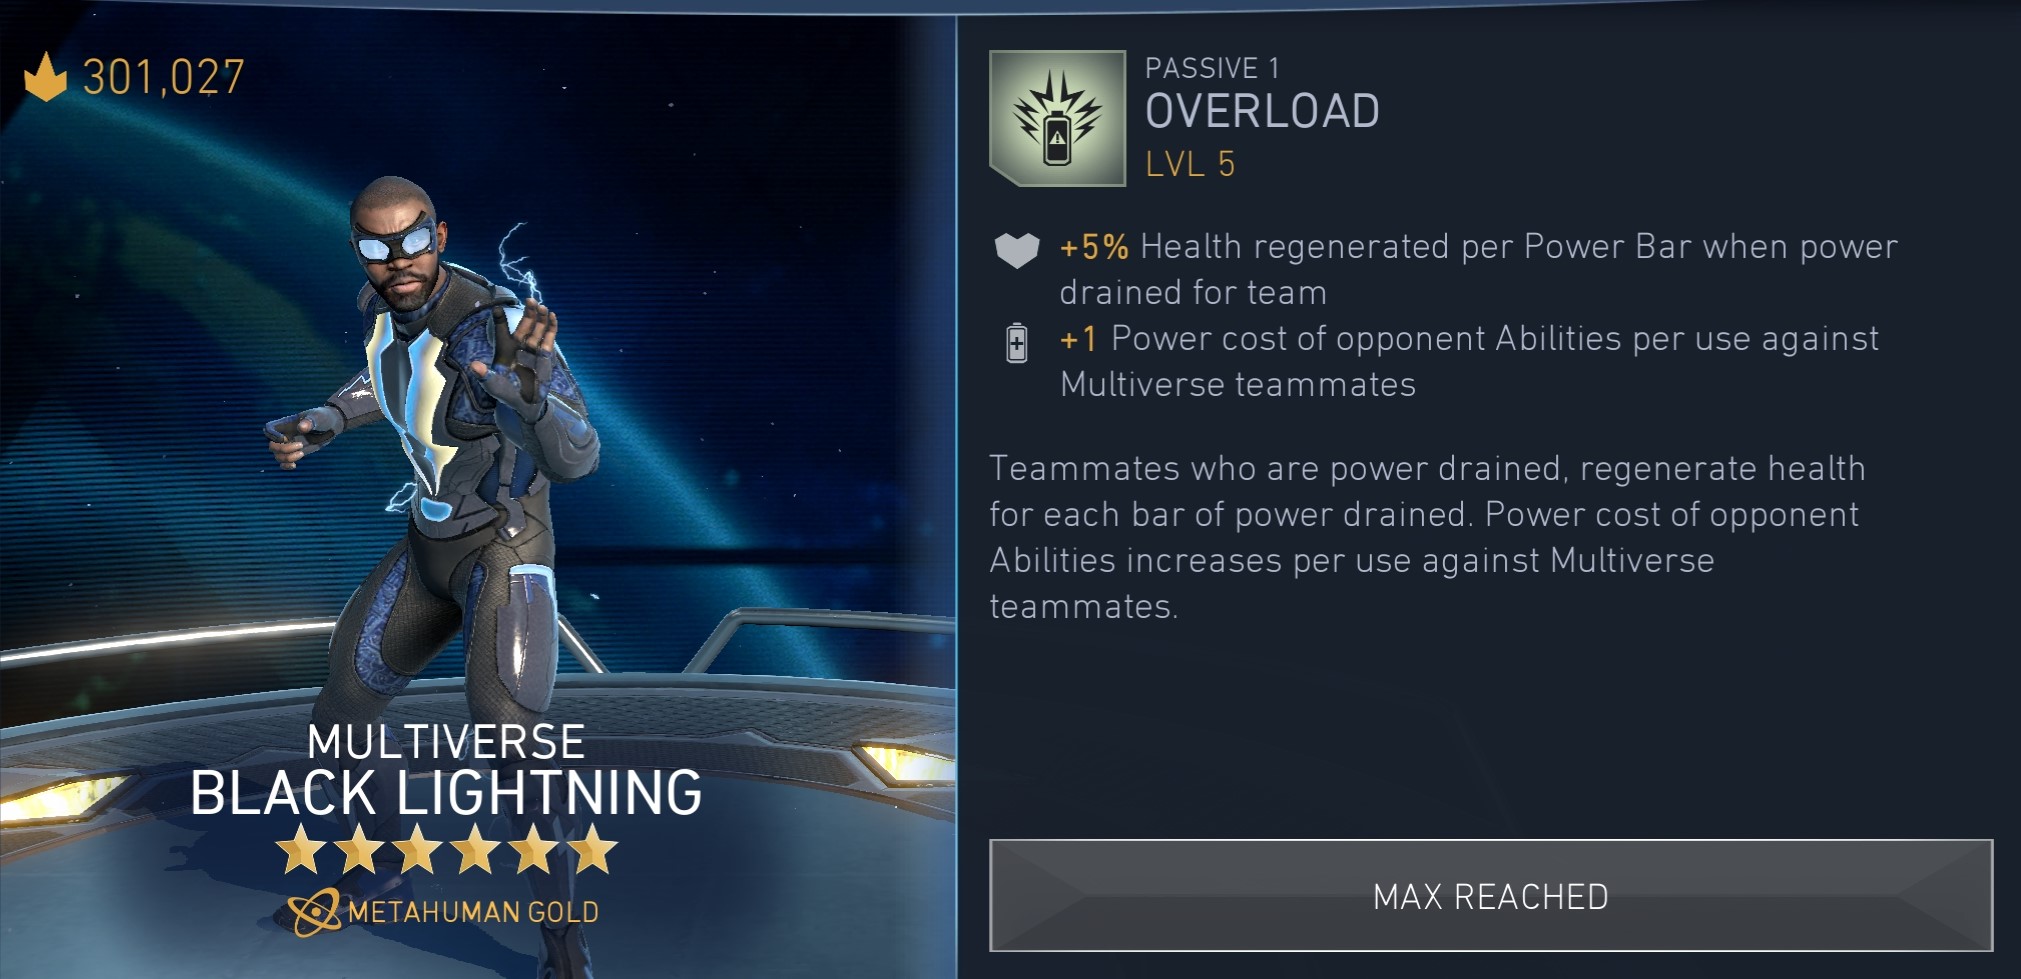 301,027
MULTIVERSE
BLACK LIGHTNING
METAHUMAN GOLD
PASSIVE 1
OVERLOAD
LVL 5
+5% Health regenerated per Power Bar when power
drained for team
+1 Power cost of opponent Abilities per use against
Multiverse teammates
Teammates who are power drained, regenerate health
for each bar of power drained. Power cost of opponent
Abilities increases per use against Multiverse
teammates.
MAX REACHED